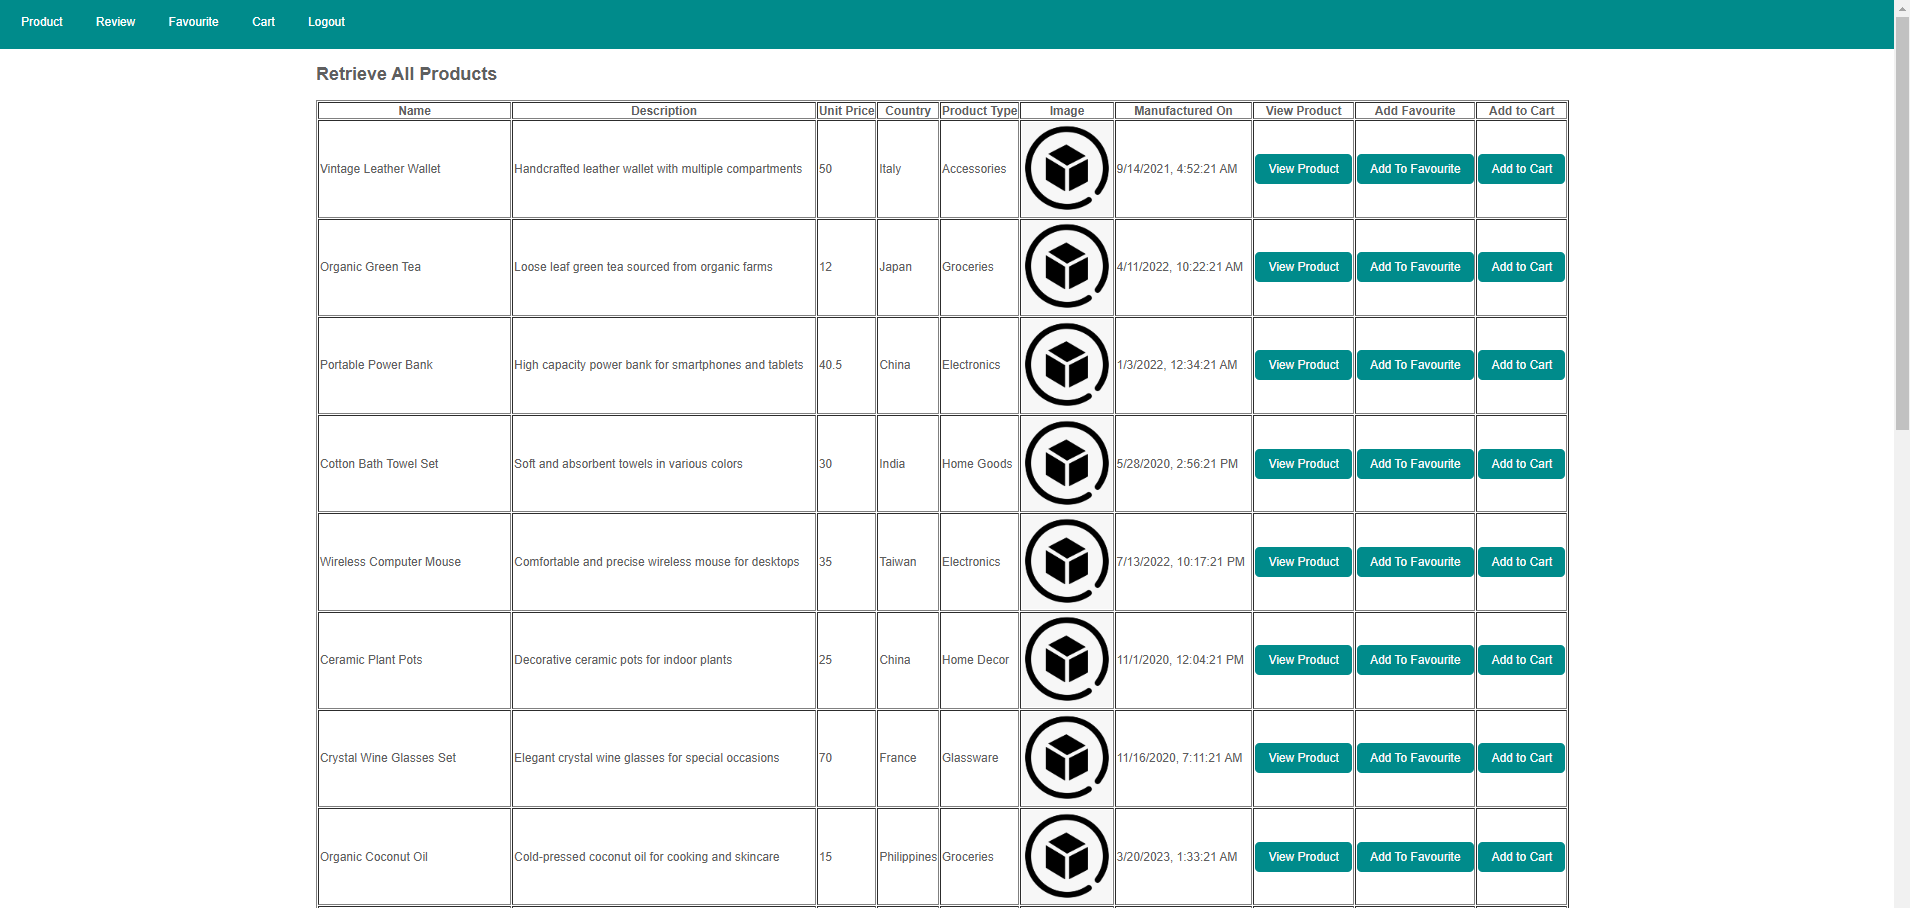 Product Review Favourite Cart Logout
Retrieve All Products
Name Description Unit Price Country Product Type Image Manufactured On View Product Add Favourite Add to Cart
Vintage Leather Wallet Handcrafted leather wallet with multiple compartments 50 Italy Accessories 9/14/2021, 4:52:21 AM View Product Add To Favourite Add to Cart
Organic Green Tea Loose leaf green tea sourced from organic farms 12 Japan Groceries 4/11/2022, 10:22:21 AM View Product Add To Favourite Add to Cart
Portable Power Bank High capacity power bank for smartphones and tablets 40.5 China Electronics 1/3/2022, 12:34:21 AM View Product Add To Favourite Add to Cart
Cotton Bath Towel Set Soft and absorbent towels in various colors 30 India Home Goods 5/28/2020, 2:56:21 PM View Product Add To Favourite Add to Cart
Wireless Computer Mouse Comfortable and precise wireless mouse for desktops 35 Taiwan Electronics 7/13/2022, 10:17:21 PM View Product Add To Favourite Add to Cart
Ceramic Plant Pots Decorative ceramic pots for indoor plants 25 China Home Decor 11/1/2020, 12:04:21 PM View Product Add To Favourite Add to Cart
Crystal Wine Glasses Set Elegant crystal wine glasses for special occasions 70 France Glassware 11/16/2020, 7:11:21 AM View Product Add To Favourite Add to Cart
Organic Coconut Oil Cold-pressed coconut oil for cooking and skincare 15 Philippines Groceries 3/20/2023, 1:33:21 AM View Product Add To Favourite Add to Cart